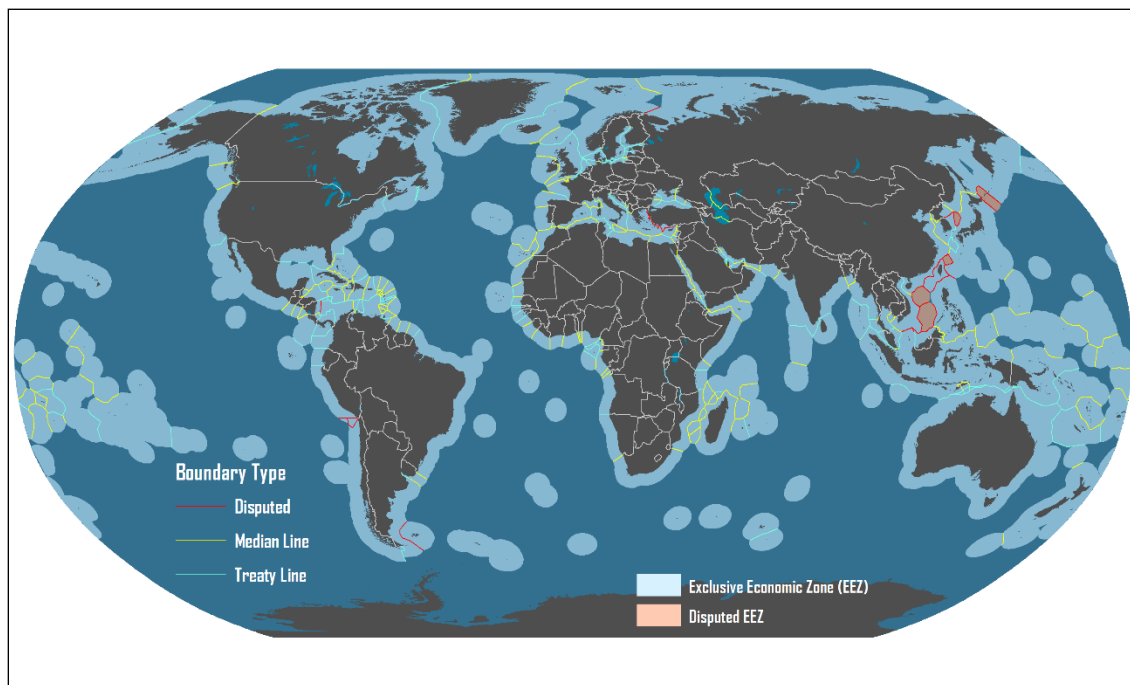 Boundary Type
Disputed
Median Line
Treaty Line
Exclusive Economic Zone (EEZ)
Disputed EEZ